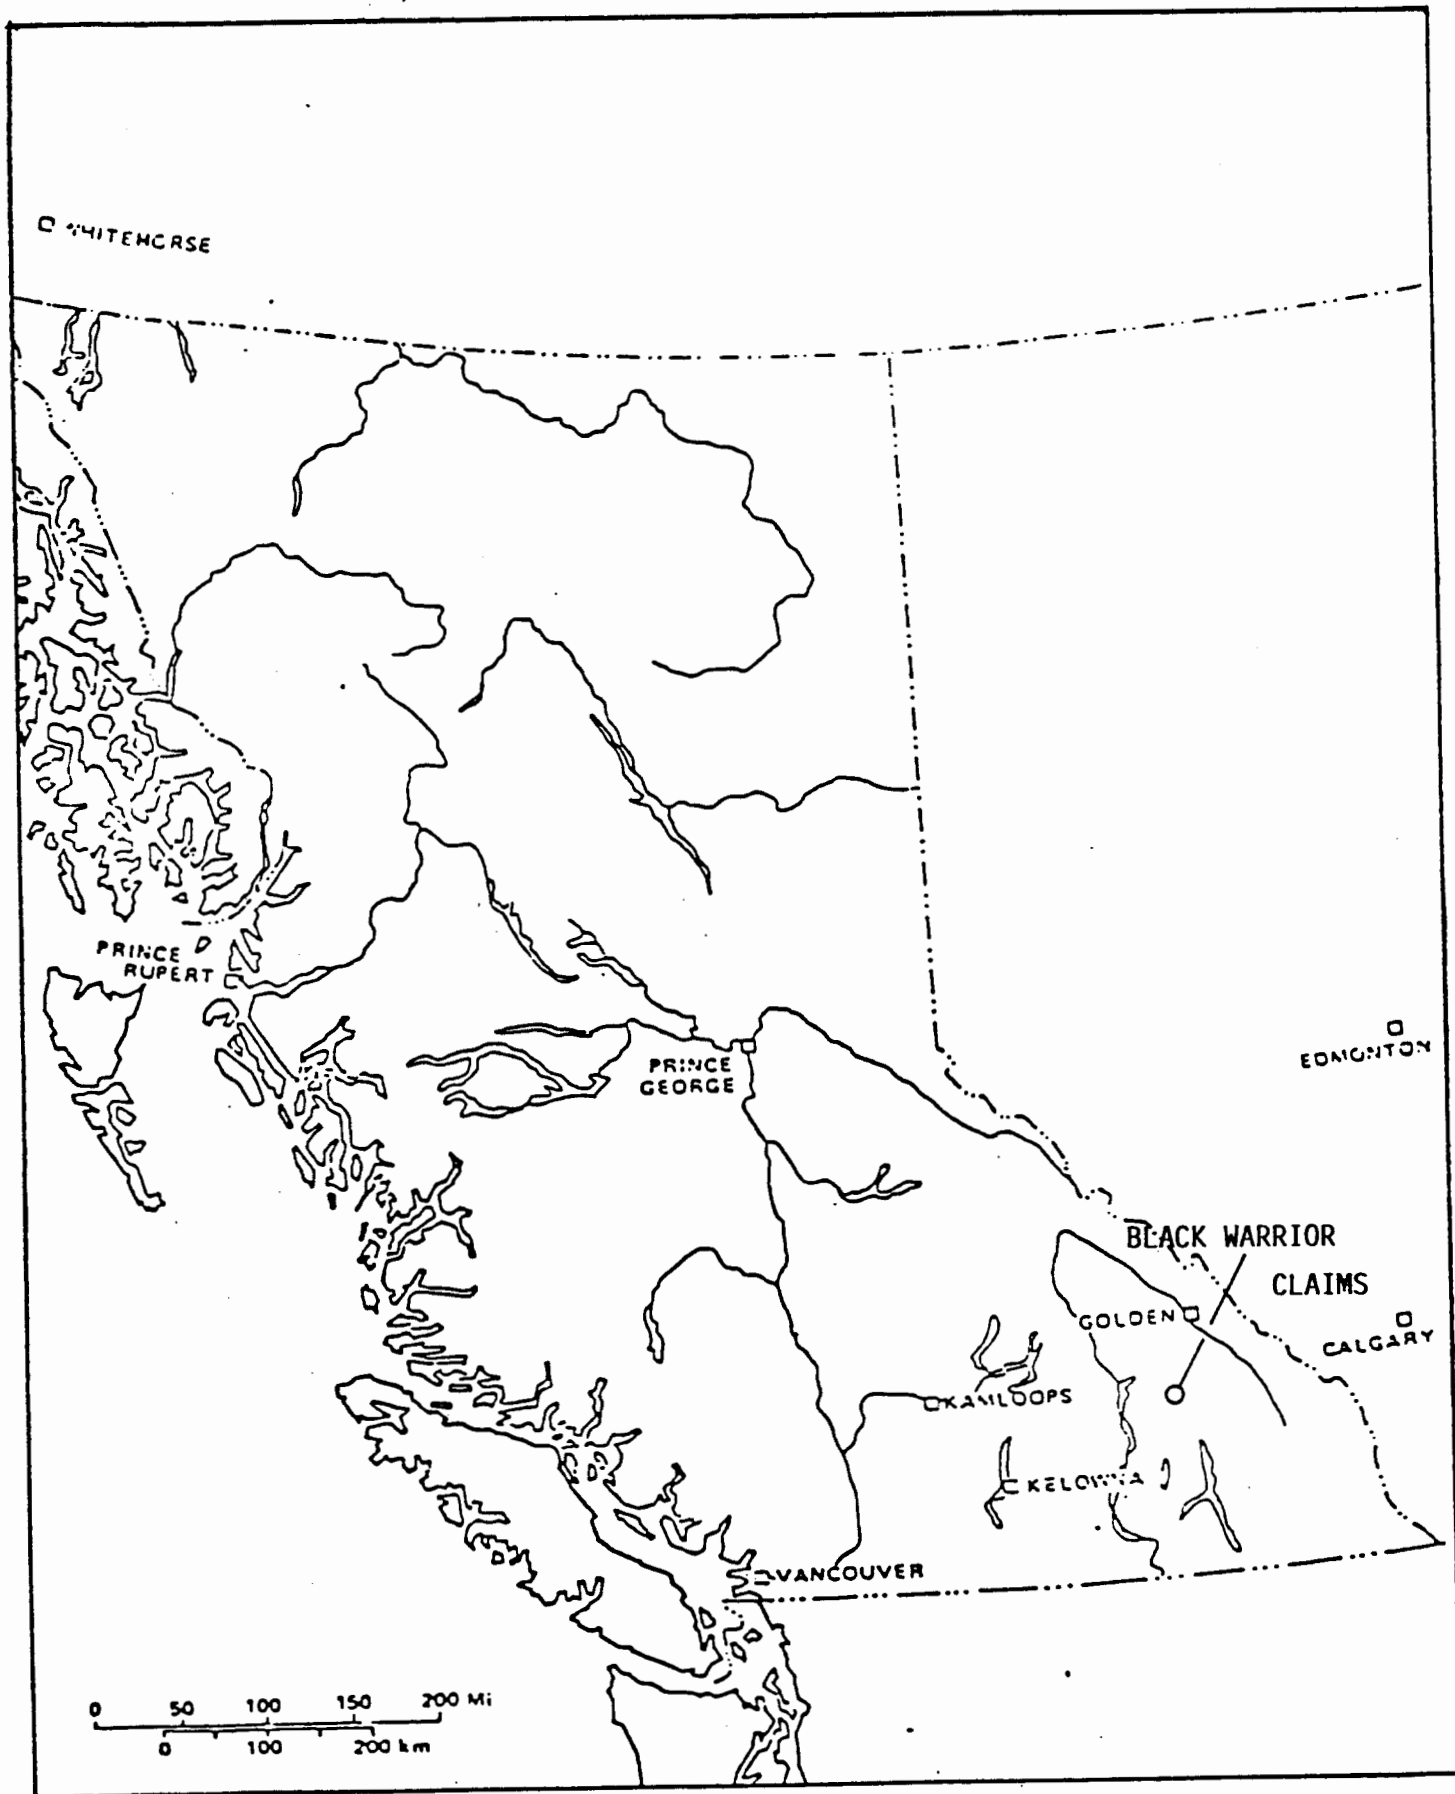 WHITEHORSE
PRINCE
RUPERT
PRINCE
GEORGE
EDMONTON
BLACK WARRIOR
CLAIMS
GOLDEN
CALGARY
KAMLOOPS
KELOWNA
VANCOUVER
0 50 100 150 200 Mi
0 100 200 km